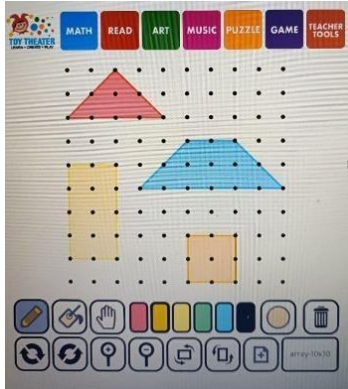 TOY THEATER
LEARN • CREATE • PLAY
MATH
READ
ART
MUSIC
PUZZLE
GAME
TEACHER
TOOLS
array-10x10